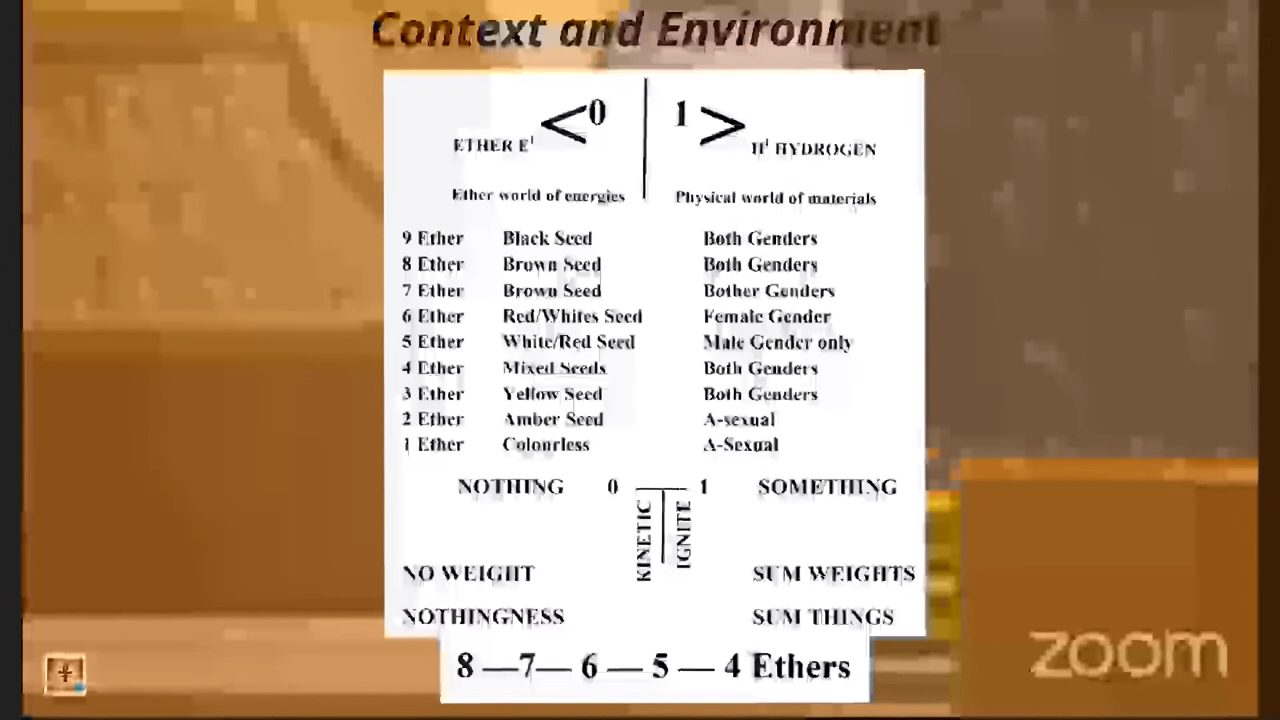 Context and Environment
<0 1>
ETHER E¹ H¹ HYDROGEN
Ether world of energies Physical world of materials
9 Ether Black Seed Both Genders
8 Ether Brown Seed Both Genders
7 Ether Brown Seed Bother Genders
6 Ether Red/Whites Seed Female Gender
5 Ether White/Red Seed Male Gender only
4 Ether Mixed Seeds Both Genders
3 Ether Yellow Seed Both Genders
2 Ether Amber Seed A-sexual
1 Ether Colourless A-Sexual
NOTHING 0 1 SOMETHING
KINETIC
IGNITE
NO WEIGHT SUM WEIGHTS
NOTHINGNESS SUM THINGS
8 — 7 — 6 — 5 — 4 Ethers
zoom